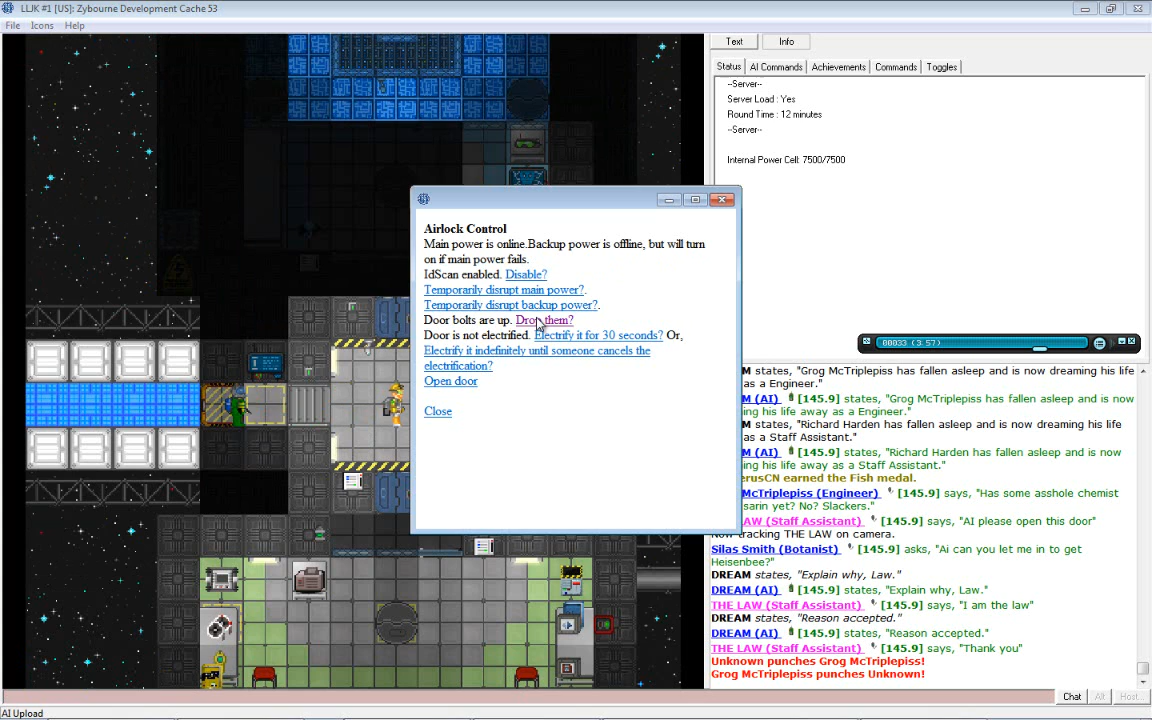 LLJK #1 [US]: Zybourne Development Cache 53
File Icons Help
Text Info
Status AI Commands Achievements Commands Toggles
--Server--
Server Load : Yes
Round Time : 12 minutes
--Server--
Internal Power Cell: 7500/7500
Airlock Control
Main power is online.Backup power is offline, but will turn
on if main power fails.
IdScan enabled. Disable?
Temporarily disrupt main power?.
Temporarily disrupt backup power?.
Door bolts are up. Drop them?
Door is not electrified. Electrify it for 30 seconds? Or,
Electrify it indefinitely until someone cancels the
electrification?
Open door
Close
00033 (3:57)
M states, "Grog McTriplepiss has fallen asleep and is now dreaming his life
as a Engineer."
M (AI) [145.9] states, "Grog McTriplepiss has fallen asleep and is now
ing his life away as a Engineer."
M states, "Richard Harden has fallen asleep and is now dreaming his life
as a Staff Assistant."
M (AI) [145.9] states, "Richard Harden has fallen asleep and is now
ing his life away as a Staff Assistant."
erusCN earned the Fish medal.
McTriplepiss (Engineer) [145.9] says, "Has some asshole chemist
sarin yet? No? Slackers."
LAW (Staff Assistant) [145.9] says, "AI please open this door"
Now tracking THE LAW on camera.
Silas Smith (Botanist) [145.9] asks, "Ai can you let me in to get
Heisenbee?"
DREAM states, "Explain why, Law."
DREAM (AI) [145.9] states, "Explain why, Law."
THE LAW (Staff Assistant) [145.9] says, "I am the law"
DREAM states, "Reason accepted."
DREAM (AI) [145.9] states, "Reason accepted."
THE LAW (Staff Assistant) [145.9] says, "Thank you"
Unknown punches Grog McTriplepiss!
Grog McTriplepiss punches Unknown!
Chat Alt Host...
AI Upload